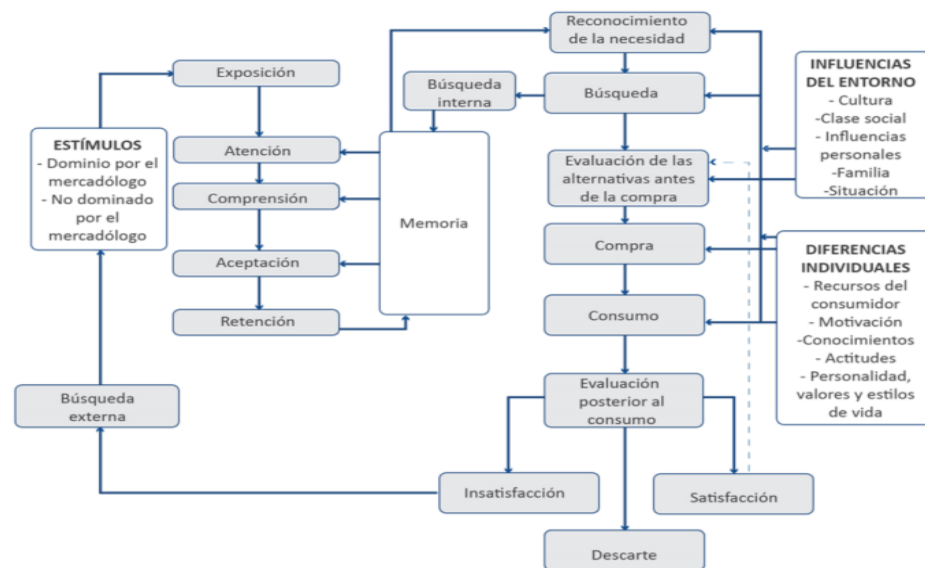 Reconocimiento
de la necesidad
Exposición
Búsqueda
interna
Búsqueda
INFLUENCIAS
DEL ENTORNO
- Cultura
-Clase social
- Influencias
personales
-Familia
-Situación
ESTÍMULOS
- Dominio por el
mercadólogo
- No dominado
por el
mercadólogo
Atención
Comprensión
Aceptación
Retención
Memoria
Evaluación de las
alternativas antes
de la compra
Compra
Consumo
DIFERENCIAS
INDIVIDUALES
- Recursos del
consumidor
- Motivación
-Conocimientos
- Actitudes
- Personalidad,
valores y estilos
de vida
Búsqueda
externa
Evaluación
posterior al
consumo
Insatisfacción
Satisfacción
Descarte